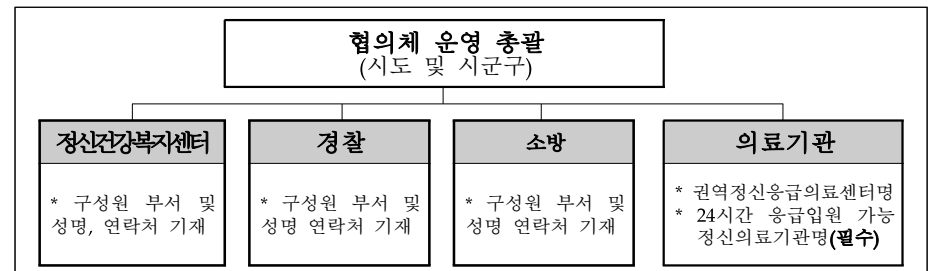 협의체 운영 총괄
(시도 및 시군구)
정신건강복지센터
* 구성원 부서 및
성명, 연락처 기재
경찰
* 구성원 부서 및
성명 연락처 기재
소방
* 구성원 부서 및
성명 연락처 기재
의료기관
* 권역정신응급의료센터명
* 24시간 응급입원 가능
정신의료기관명(필수)